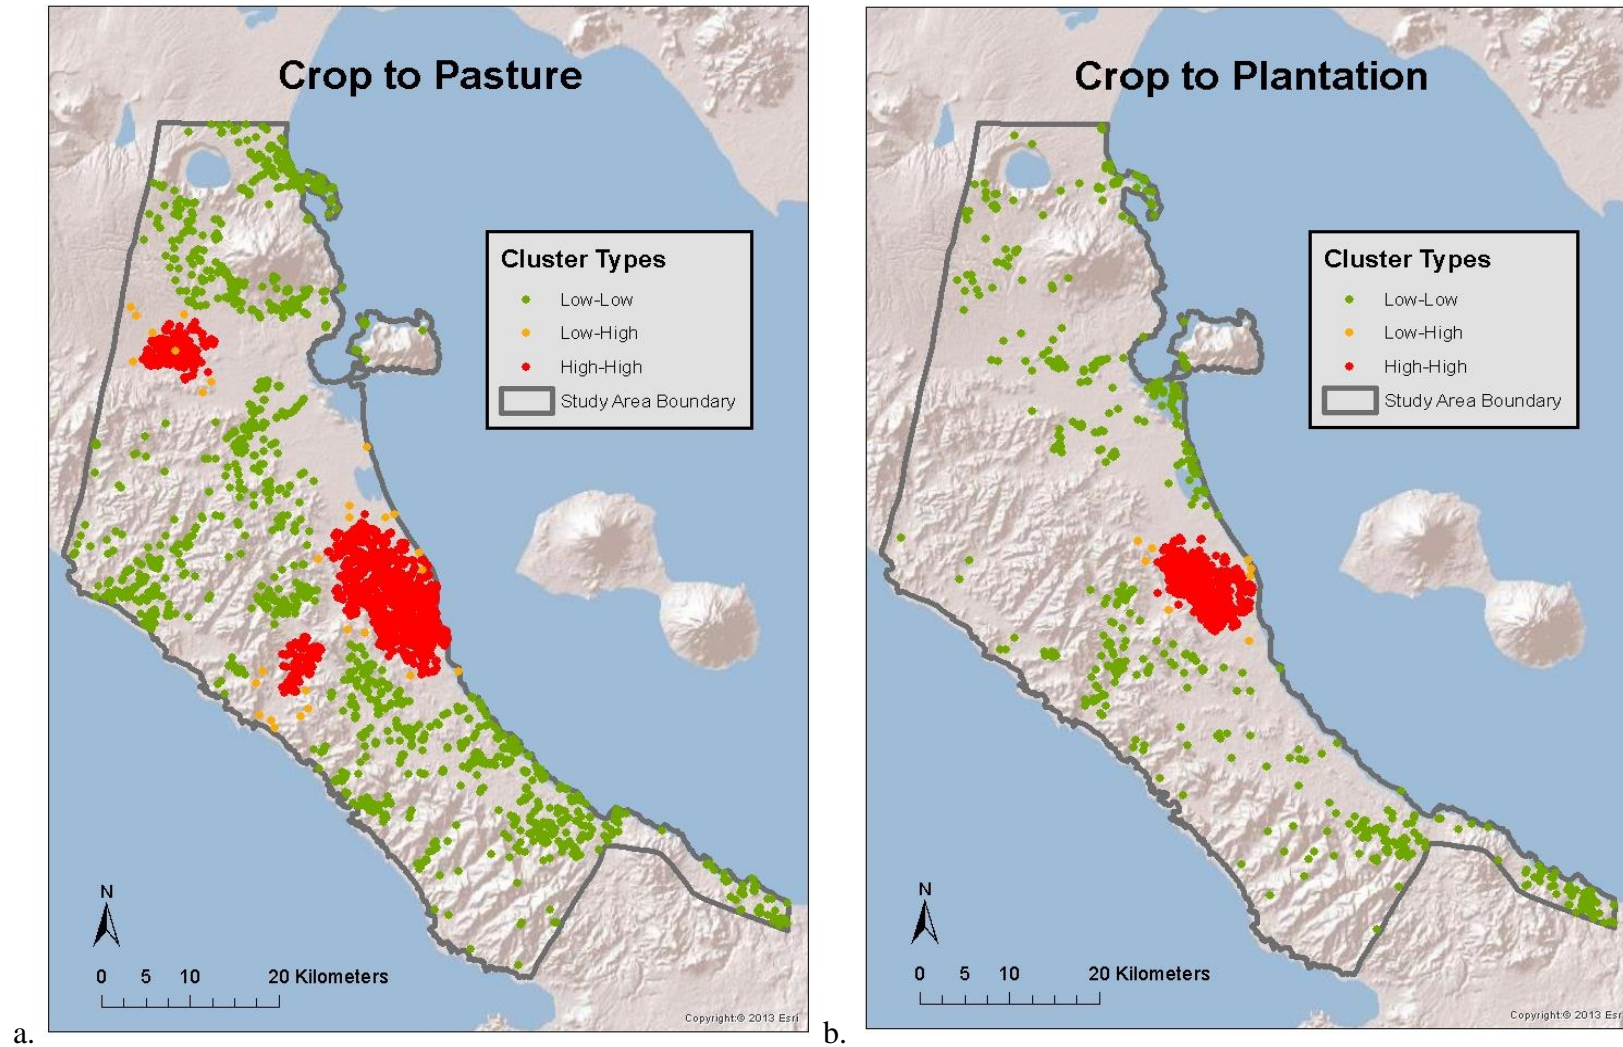 Crop to Pasture
Cluster Types
Low-Low
Low-High
High-High
Study Area Boundary
N
0 5 10 20 Kilometers
Copyright:© 2013 Esri
a.
Crop to Plantation
Cluster Types
Low-Low
Low-High
High-High
Study Area Boundary
N
0 5 10 20 Kilometers
Copyright:© 2013 Esri
b.